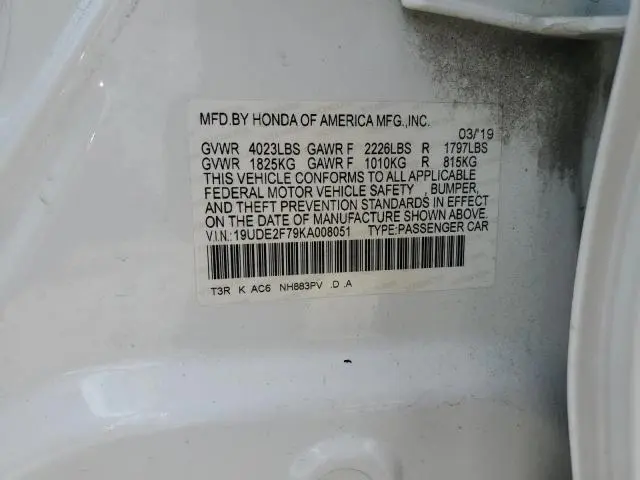 MFD.BY HONDA OF AMERICA MFG.,INC.
03/'19
GVWR 4023LBS GAWR F 2226LBS R 1797LBS
GVWR 1825KG GAWR F 1010KG R 815KG
THIS VEHICLE CONFORMS TO ALL APPLICABLE
FEDERAL MOTOR VEHICLE SAFETY , BUMPER,
AND THEFT PREVENTION STANDARDS IN EFFECT
ON THE DATE OF MANUFACTURE SHOWN ABOVE.
V.I.N.:19UDE2F79KA008051 TYPE:PASSENGER CAR
T3R K AC6 NH883PV .D .A